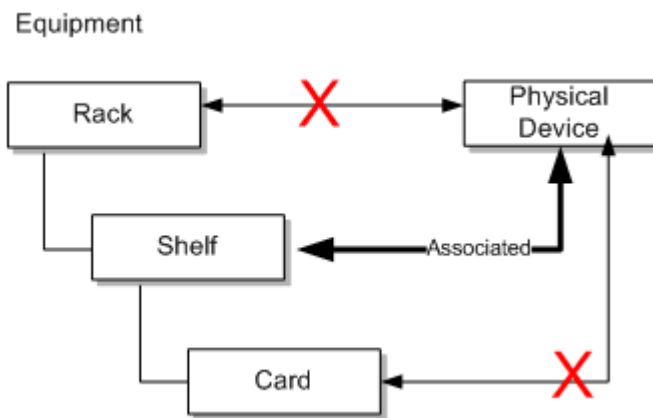 Equipment
Rack
Physical
Device
Shelf
Associated
Card